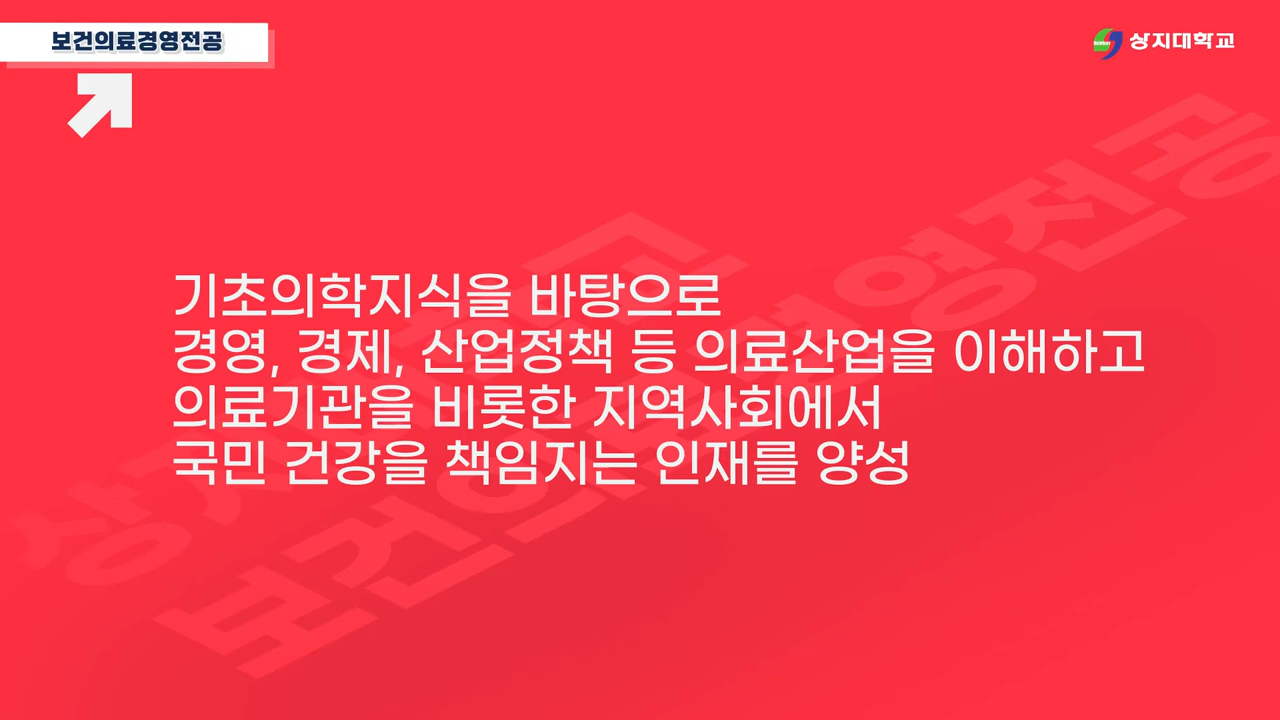 보건의료경영전공
상지대학교
기초의학지식을 바탕으로
경영, 경제, 산업정책 등 의료산업을 이해하고
의료기관을 비롯한 지역사회에서
국민 건강을 책임지는 인재를 양성